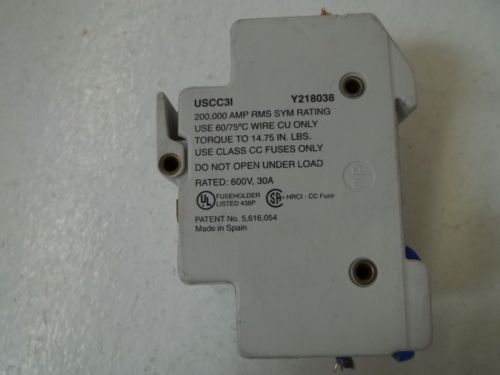 USCC3I Y218038
200,000 AMP RMS SYM RATING
USE 60/75°C WIRE CU ONLY
TORQUE TO 14.75 IN. LBS.
USE CLASS CC FUSES ONLY
DO NOT OPEN UNDER LOAD
RATED: 600V, 30A
UL FUSEHOLDER LISTED 438P SA HRCI - CC Fuse
PATENT No. 5,616,054
Made in Spain